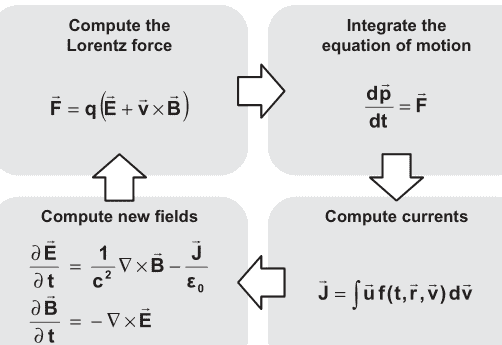 Compute the
Lorentz force
F⃗ = q(E⃗ + v⃗ × B⃗)
Integrate the
equation of motion
dp⃗/dt = F⃗
Compute new fields
∂E⃗/∂t = 1/c² ∇ × B⃗ − J⃗/ε₀
∂B⃗/∂t = − ∇ × E⃗
Compute currents
J⃗ = ∫ u⃗ f(t, r⃗, v⃗) dv⃗